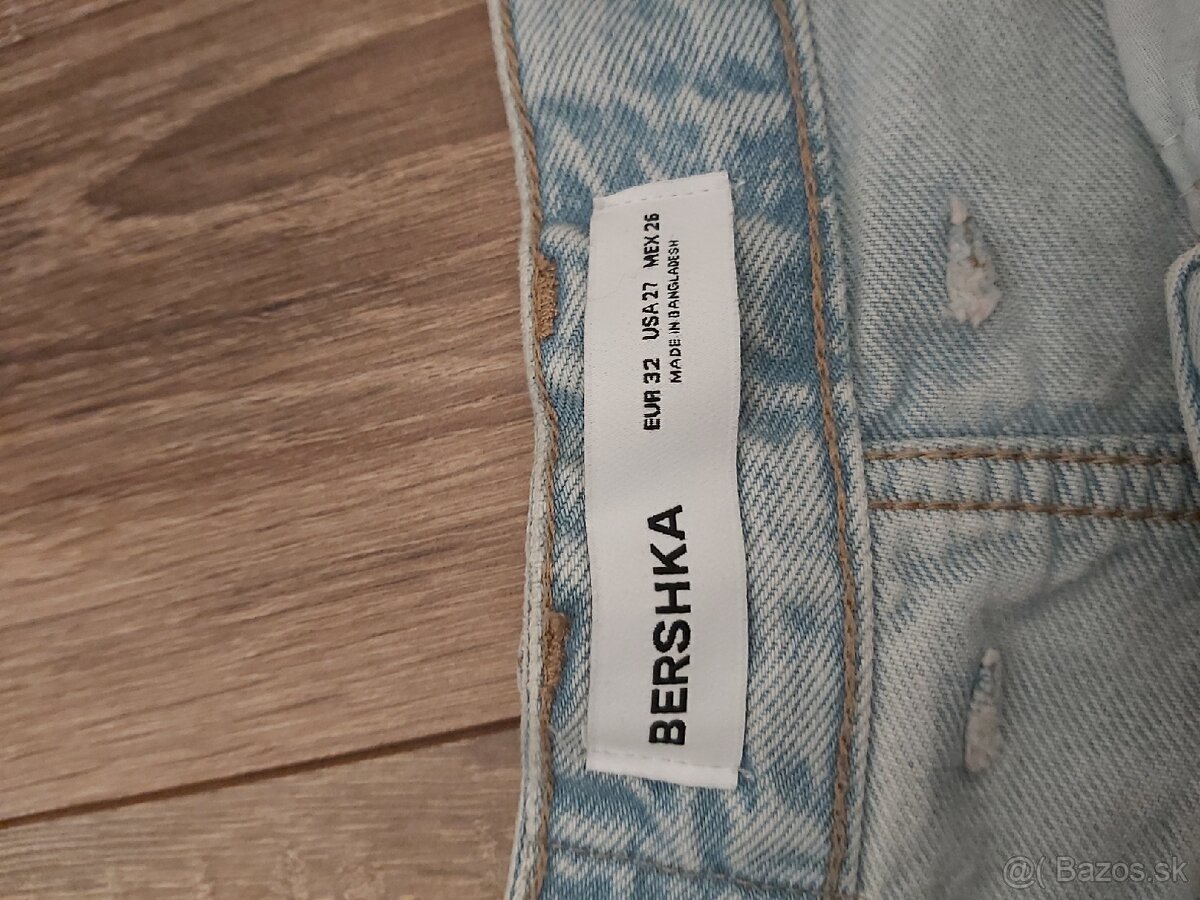 BERSHKA
EUR 32 USA 27 MEX 26
MADE IN BANGLADESH
@( Bazos.sk